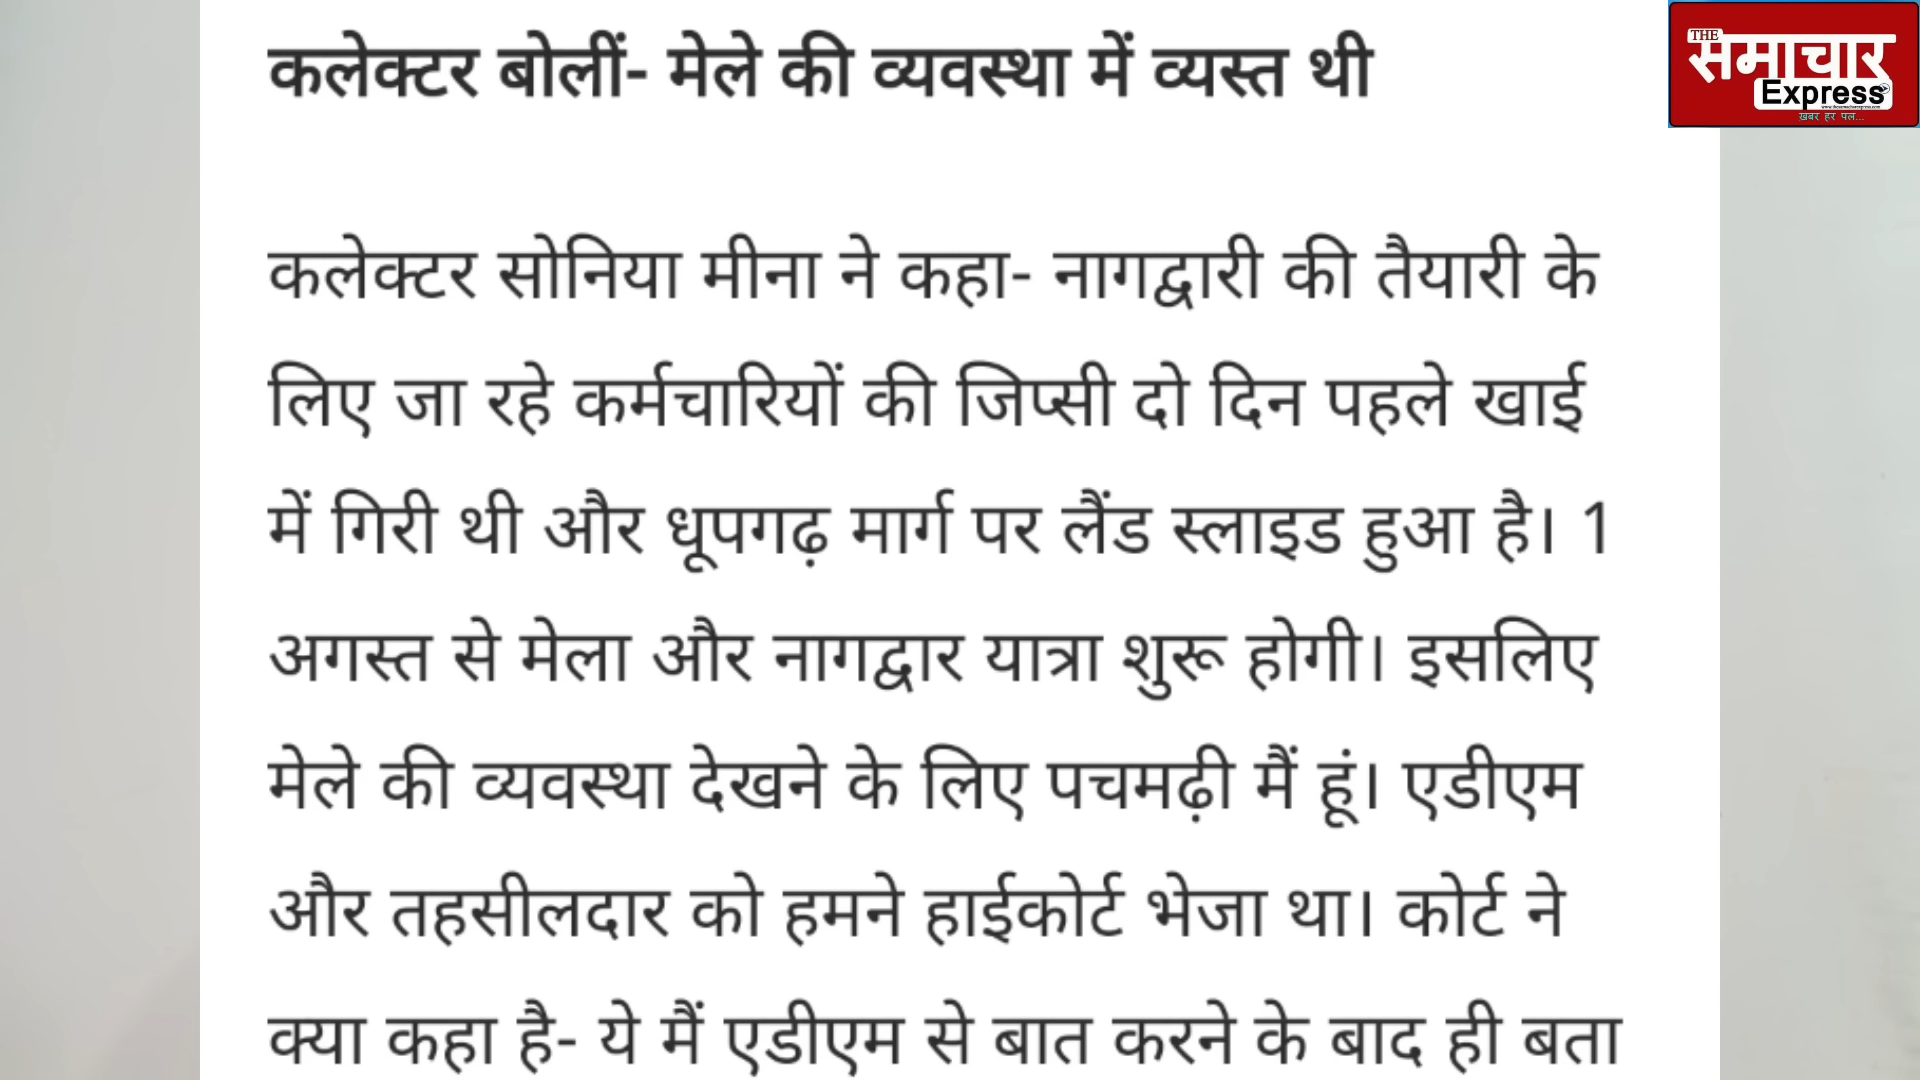 कलेक्टर बोलीं- मेले की व्यवस्था में व्यस्त थी
THE
समाचार
Express
खबर हर पल...
कलेक्टर सोनिया मीना ने कहा- नागद्वारी की तैयारी के
लिए जा रहे कर्मचारियों की जिप्सी दो दिन पहले खाई
में गिरी थी और धूपगढ़ मार्ग पर लैंड स्लाइड हुआ है। 1
अगस्त से मेला और नागद्वार यात्रा शुरू होगी। इसलिए
मेले की व्यवस्था देखने के लिए पचमढ़ी मैं हूं। एडीएम
और तहसीलदार को हमने हाईकोर्ट भेजा था। कोर्ट ने
क्या कहा है- ये मैं एडीएम से बात करने के बाद ही बता